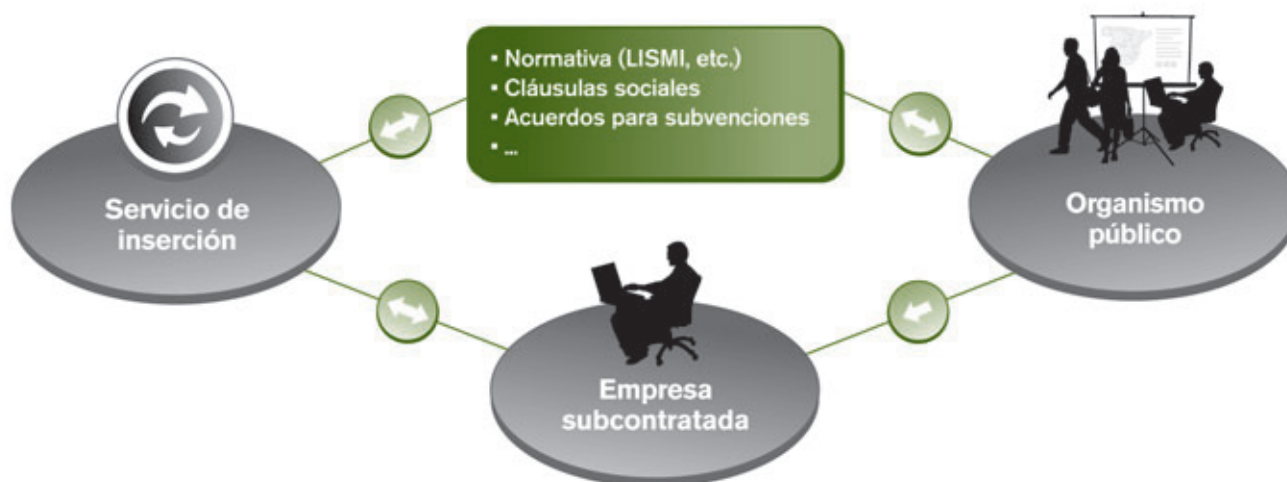 ▪ Normativa (LISMI, etc.)
▪ Cláusulas sociales
▪ Acuerdos para subvenciones
▪ ...
Servicio de
inserción
Organismo
público
Empresa
subcontratada